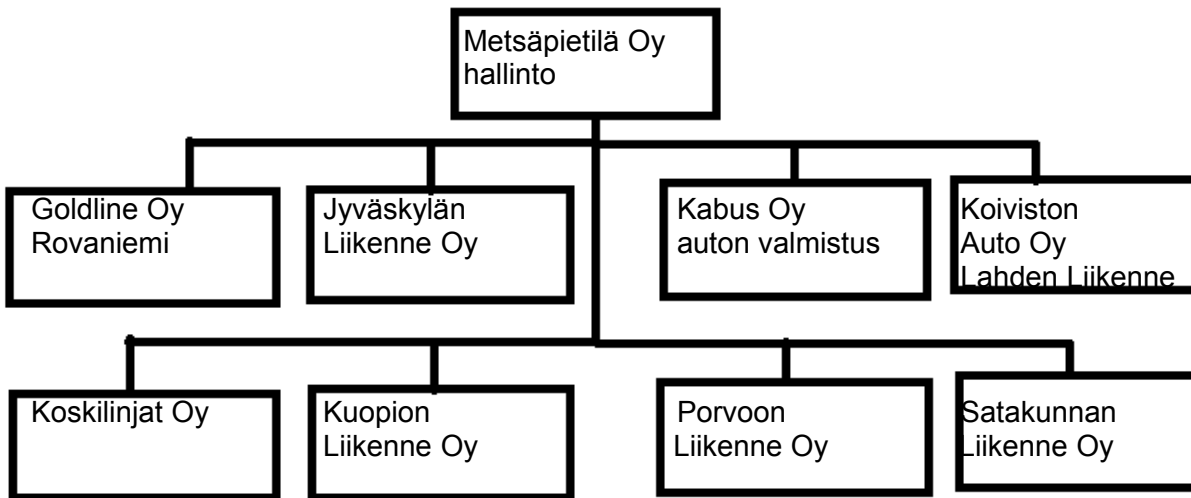 Metsäpietilä Oy
hallinto
Goldline Oy
Rovaniemi
Jyväskylän
Liikenne Oy
Kabus Oy
auton valmistus
Koiviston
Auto Oy
Lahden Liikenne
Koskilinjat Oy
Kuopion
Liikenne Oy
Porvoon
Liikenne Oy
Satakunnan
Liikenne Oy